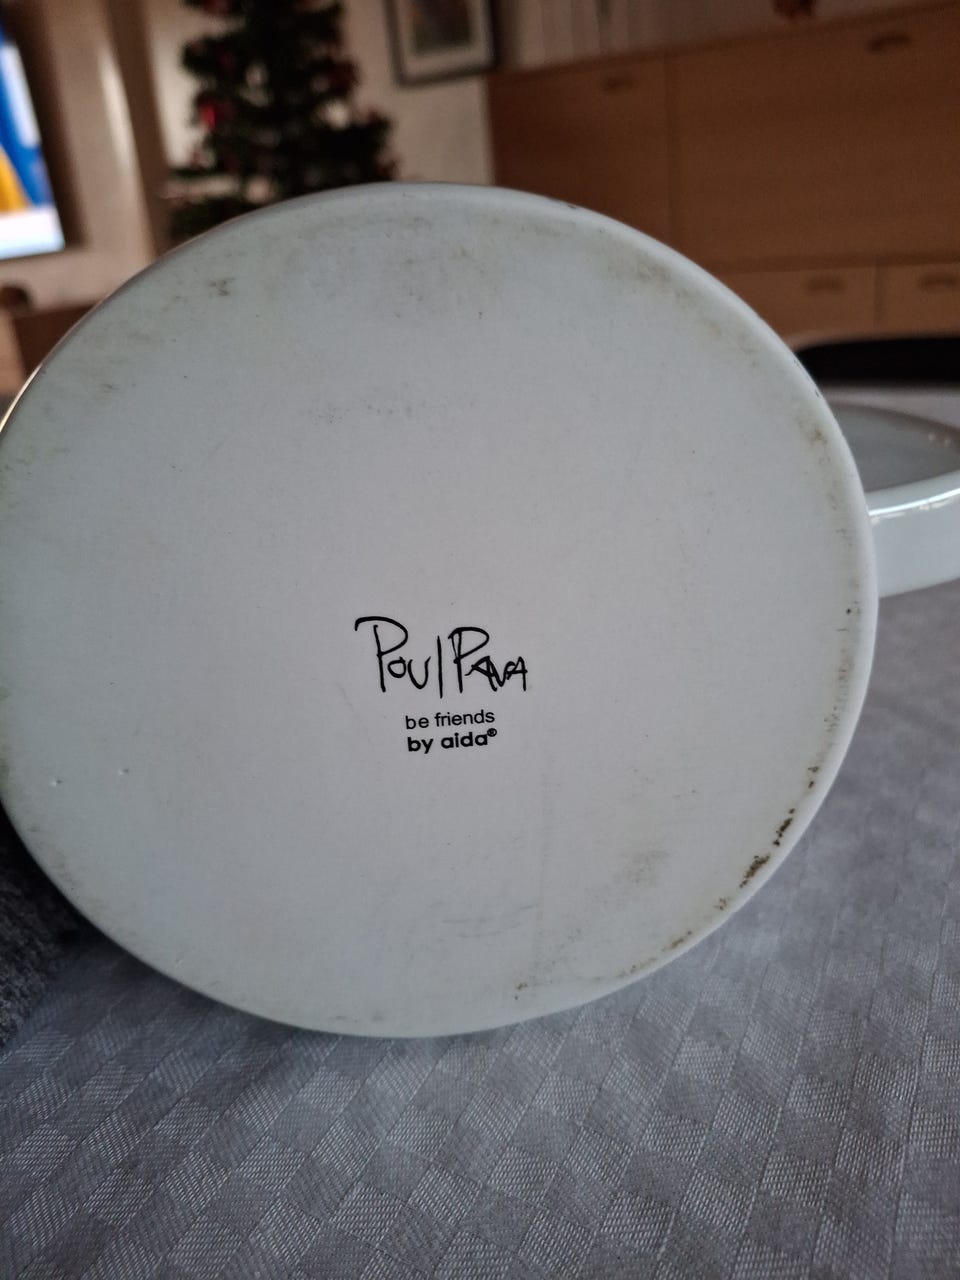 Poul Pava
be friends
by aida®